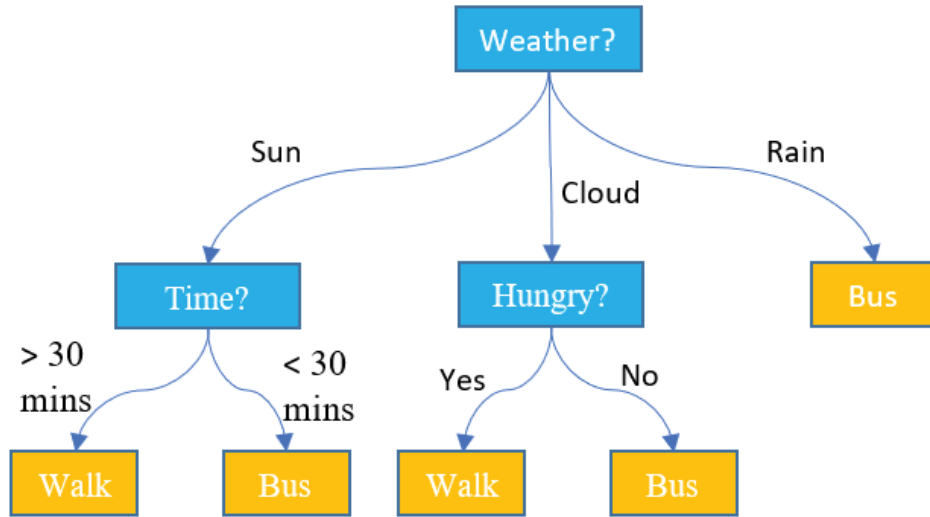 Weather?
Sun
Cloud
Rain
Time?
Hungry?
Bus
> 30
mins
< 30
mins
Yes
No
Walk
Bus
Walk
Bus